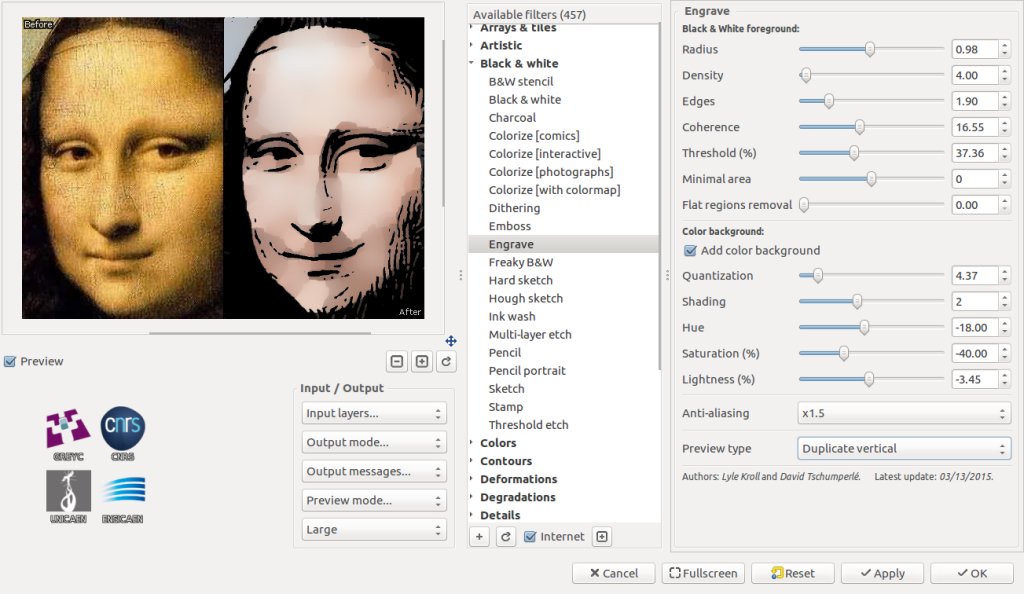 Before
After
Preview
GREYC
CNRS
cnrs
UNICAEN
ENSICAEN
Input / Output
Input layers...
Output mode...
Output messages...
Preview mode...
Large
Available filters (457)
Arrays & tiles
Artistic
Black & white
B&W stencil
Black & white
Charcoal
Colorize [comics]
Colorize [interactive]
Colorize [photographs]
Colorize [with colormap]
Dithering
Emboss
Engrave
Freaky B&W
Hard sketch
Hough sketch
Ink wash
Multi-layer etch
Pencil
Pencil portrait
Sketch
Stamp
Threshold etch
Colors
Contours
Deformations
Degradations
Details
Internet
Engrave
Black & White foreground:
Radius 0.98
Density 4.00
Edges 1.90
Coherence 16.55
Threshold (%) 37.36
Minimal area 0
Flat regions removal 0.00
Color background:
Add color background
Quantization 4.37
Shading 2
Hue -18.00
Saturation (%) -40.00
Lightness (%) -3.45
Anti-aliasing x1.5
Preview type Duplicate vertical
Authors: Lyle Kroll and David Tschumperlé. Latest update: 03/13/2015.
Cancel Fullscreen Reset Apply OK